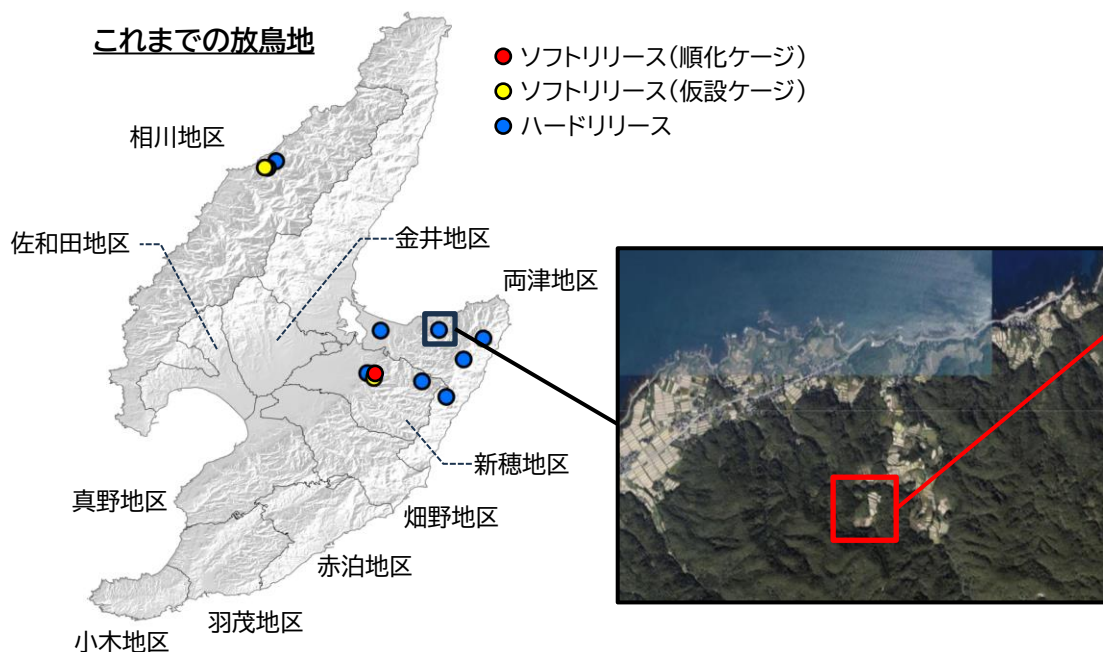 これまでの放鳥地
ソフトリリース(順化ケージ)
ソフトリリース(仮設ケージ)
ハードリリース
相川地区
佐和田地区
金井地区
両津地区
新穂地区
真野地区
畑野地区
赤泊地区
羽茂地区
小木地区